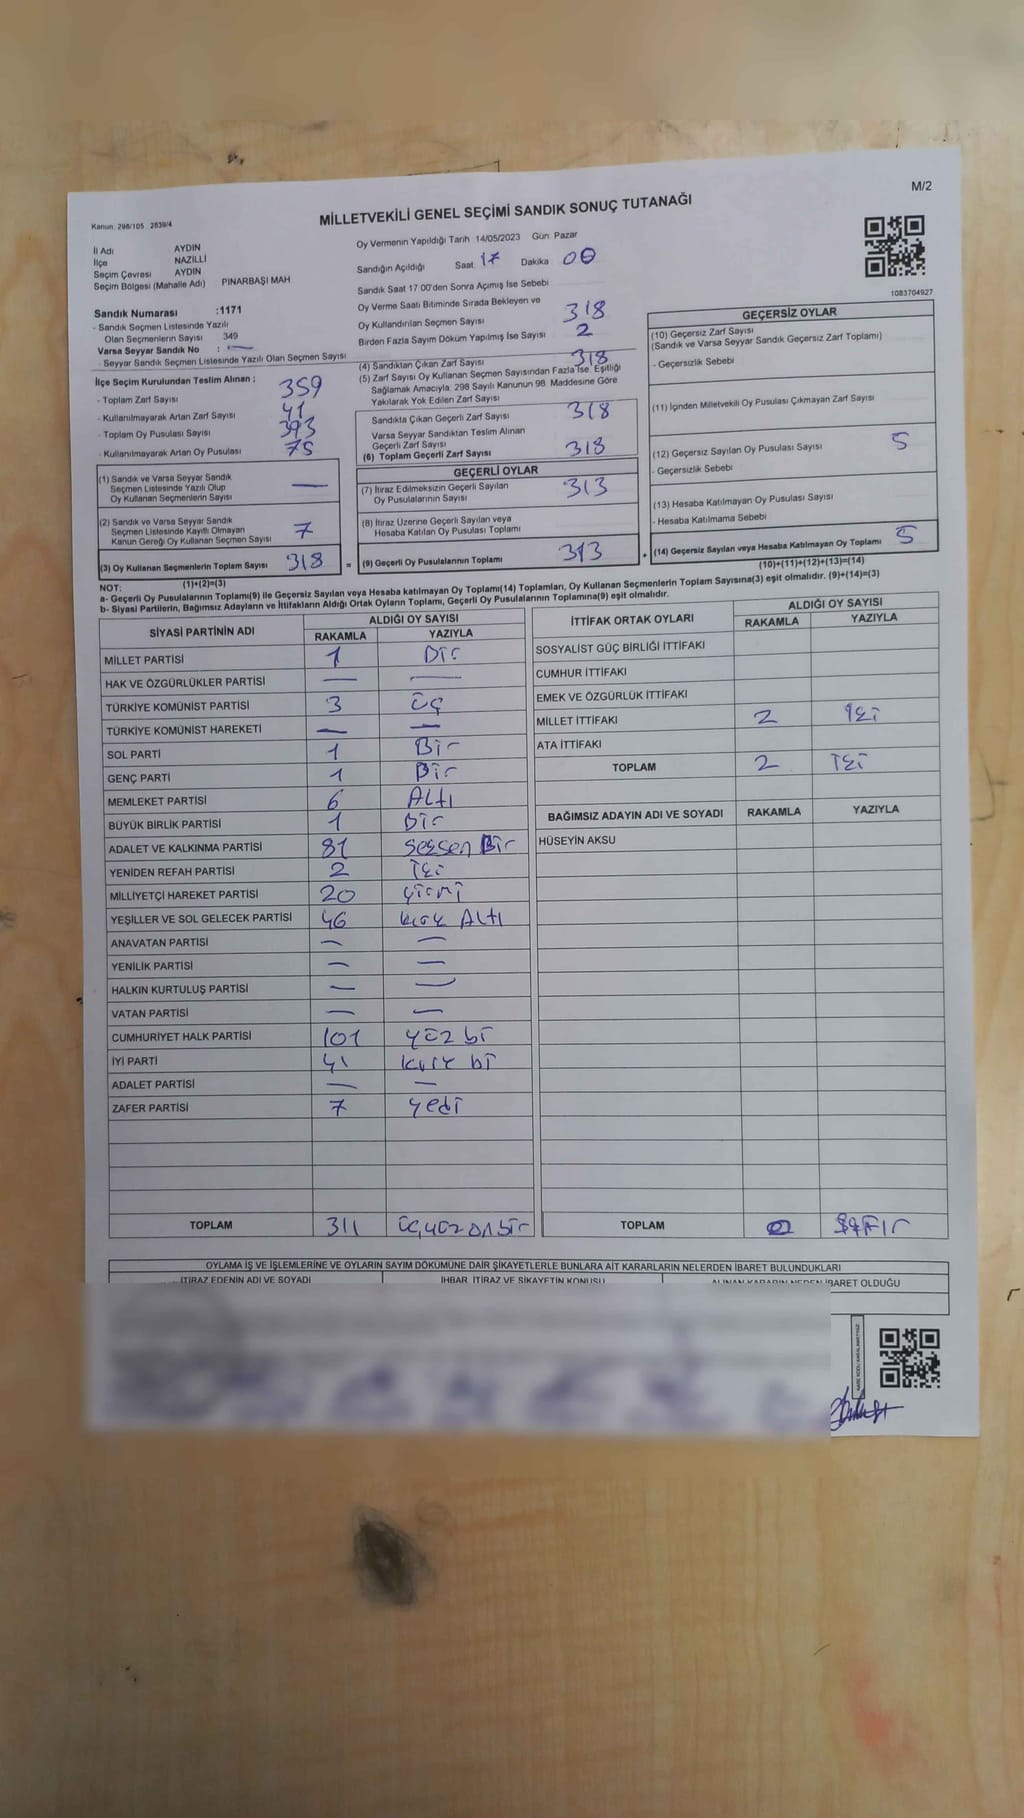 M/2
MİLLETVEKİLİ GENEL SEÇİMİ SANDIK SONUÇ TUTANAĞI
Kanun: 298/105 2839/4
İl Adı AYDIN
İlçe NAZİLLİ
Seçim Çevresi AYDIN
Seçim Bölgesi (Mahalle Adı) PINARBAŞI MAH
Sandık Numarası :1171
- Sandık Seçmen Listesinde Yazılı
Olan Seçmenlerin Sayısı 349
Varsa Seyyar Sandık No : —
- Seyyar Sandık Seçmen Listesinde Yazılı Olan Seçmen Sayısı
İlçe Seçim Kurulundan Teslim Alınan ;
- Toplam Zarf Sayısı 359
- Kullanılmayarak Artan Zarf Sayısı 41
- Toplam Oy Pusulası Sayısı 393
- Kullanılmayarak Artan Oy Pusulası 75
(1) Sandık ve Varsa Seyyar Sandık
Seçmen Listesinde Yazılı Olup
Oy Kullanan Seçmenlerin Sayısı —
(2) Sandık ve Varsa Seyyar Sandık
Seçmen Listesinde Kayıtlı Olmayan
Kanun Gereği Oy Kullanan Seçmen Sayısı 7
(3) Oy Kullanan Seçmenlerin Toplam Sayısı 318 =
(1)+(2)=(3)
Oy Vermenin Yapıldığı Tarih 14/05/2023 Gün Pazar
Sandığın Açıldığı Saat 17 Dakika 00
Sandık Saat 17.00'den Sonra Açılmış İse Sebebi
Oy Verme Saati Bitiminde Sırada Bekleyen ve
Oy Kullandırılan Seçmen Sayısı 318
Birden Fazla Sayım Döküm Yapılmış İse Sayısı 2
(4) Sandıktan Çıkan Zarf Sayısı 318
(5) Zarf Sayısı Oy Kullanan Seçmen Sayısından Fazla İse, Eşitliği
Sağlamak Amacıyla, 298 Sayılı Kanunun 98. Maddesine Göre
Yakılarak Yok Edilen Zarf Sayısı
Sandıkta Çıkan Geçerli Zarf Sayısı 318
Varsa Seyyar Sandıktan Teslim Alınan
Geçerli Zarf Sayısı
(6) Toplam Geçerli Zarf Sayısı 318
GEÇERLİ OYLAR
(7) İtiraz Edilmeksizin Geçerli Sayılan
Oy Pusulalarının Sayısı 313
(8) İtiraz Üzerine Geçerli Sayılan veya
Hesaba Katılan Oy Pusulası Toplamı
(9) Geçerli Oy Pusulalarının Toplamı 313 +
1083704927
GEÇERSİZ OYLAR
(10) Geçersiz Zarf Sayısı
(Sandık ve Varsa Seyyar Sandık Geçersiz Zarf Toplamı)
- Geçersizlik Sebebi
(11) İçinden Milletvekili Oy Pusulası Çıkmayan Zarf Sayısı
(12) Geçersiz Sayılan Oy Pusulası Sayısı 5
- Geçersizlik Sebebi
(13) Hesaba Katılmayan Oy Pusulası Sayısı
- Hesaba Katılmama Sebebi
(14) Geçersiz Sayılan veya Hesaba Katılmayan Oy Toplamı 5
(10)+(11)+(12)+(13)=(14)
NOT:
a- Geçerli Oy Pusulalarının Toplamı(9) ile Geçersiz Sayılan veya Hesaba katılmayan Oy Toplamı(14) Toplamları, Oy Kullanan Seçmenlerin Toplam Sayısına(3) eşit olmalıdır. (9)+(14)=(3)
b- Siyasi Partilerin, Bağımsız Adayların ve İttifakların Aldığı Ortak Oyların Toplamı, Geçerli Oy Pusulalarının Toplamına(9) eşit olmalıdır.
SİYASİ PARTİNİN ADI ALDIĞI OY SAYISI
RAKAMLA YAZIYLA
MİLLET PARTİSİ 1 Bir
HAK VE ÖZGÜRLÜKLER PARTİSİ — —
TÜRKİYE KOMÜNİST PARTİSİ 3 üç
TÜRKİYE KOMÜNİST HAREKETİ — —
SOL PARTİ 1 Bir
GENÇ PARTİ 1 Bir
MEMLEKET PARTİSİ 6 Altı
BÜYÜK BİRLİK PARTİSİ 1 Bir
ADALET VE KALKINMA PARTİSİ 81 Seksen Bir
YENİDEN REFAH PARTİSİ 2 İki
MİLLİYETÇİ HAREKET PARTİSİ 20 yirmi
YEŞİLLER VE SOL GELECEK PARTİSİ 46 kırk Altı
ANAVATAN PARTİSİ — —
YENİLİK PARTİSİ — —
HALKIN KURTULUŞ PARTİSİ — —
VATAN PARTİSİ — —
CUMHURİYET HALK PARTİSİ 101 yüz bi
İYİ PARTİ 41 kırk bi
ADALET PARTİSİ — —
ZAFER PARTİSİ 7 yedi
TOPLAM 311 üçyüz on bir
İTTİFAK ORTAK OYLARI ALDIĞI OY SAYISI
RAKAMLA YAZIYLA
SOSYALİST GÜÇ BİRLİĞİ İTTİFAKI
CUMHUR İTTİFAKI
EMEK VE ÖZGÜRLÜK İTTİFAKI
MİLLET İTTİFAKI 2 İki
ATA İTTİFAKI
TOPLAM 2 İki
BAĞIMSIZ ADAYIN ADI VE SOYADI RAKAMLA YAZIYLA
HÜSEYİN AKSU
TOPLAM 0 SIFIR
OYLAMA İŞ VE İŞLEMLERİNE VE OYLARIN SAYIM DÖKÜMÜNE DAİR ŞİKAYETLERLE BUNLARA AİT KARARLARIN NELERDEN İBARET BULUNDUKLARI
İTİRAZ EDENİN ADI VE SOYADI İHBAR, İTİRAZ VE ŞİKAYETİN KONUSU ALINAN KARARIN NEDEN İBARET OLDUĞU